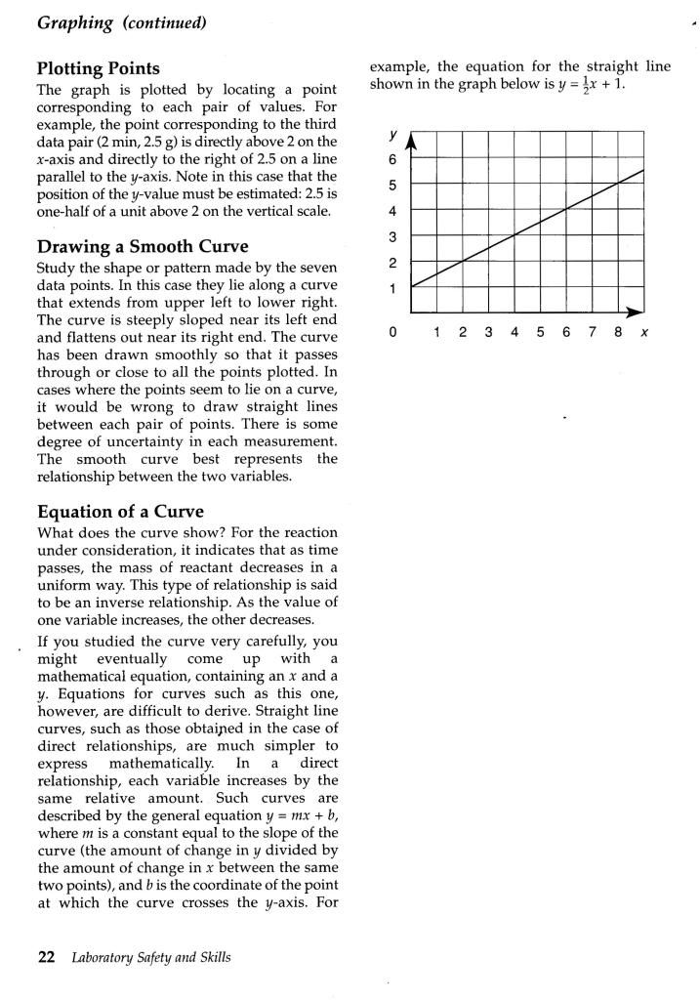 Graphing (continued)
Plotting Points
The graph is plotted by locating a point
corresponding to each pair of values. For
example, the point corresponding to the third
data pair (2 min, 2.5 g) is directly above 2 on the
x-axis and directly to the right of 2.5 on a line
parallel to the y-axis. Note in this case that the
position of the y-value must be estimated: 2.5 is
one-half of a unit above 2 on the vertical scale.
Drawing a Smooth Curve
Study the shape or pattern made by the seven
data points. In this case they lie along a curve
that extends from upper left to lower right.
The curve is steeply sloped near its left end
and flattens out near its right end. The curve
has been drawn smoothly so that it passes
through or close to all the points plotted. In
cases where the points seem to lie on a curve,
it would be wrong to draw straight lines
between each pair of points. There is some
degree of uncertainty in each measurement.
The smooth curve best represents the
relationship between the two variables.
Equation of a Curve
What does the curve show? For the reaction
under consideration, it indicates that as time
passes, the mass of reactant decreases in a
uniform way. This type of relationship is said
to be an inverse relationship. As the value of
one variable increases, the other decreases.
If you studied the curve very carefully, you
might eventually come up with a
mathematical equation, containing an x and a
y. Equations for curves such as this one,
however, are difficult to derive. Straight line
curves, such as those obtained in the case of
direct relationships, are much simpler to
express mathematically. In a direct
relationship, each variable increases by the
same relative amount. Such curves are
described by the general equation y = mx + b,
where m is a constant equal to the slope of the
curve (the amount of change in y divided by
the amount of change in x between the same
two points), and b is the coordinate of the point
at which the curve crosses the y-axis. For
example, the equation for the straight line
shown in the graph below is y = ½x + 1.
y
6
5
4
3
2
1
0 1 2 3 4 5 6 7 8 x
22 Laboratory Safety and Skills